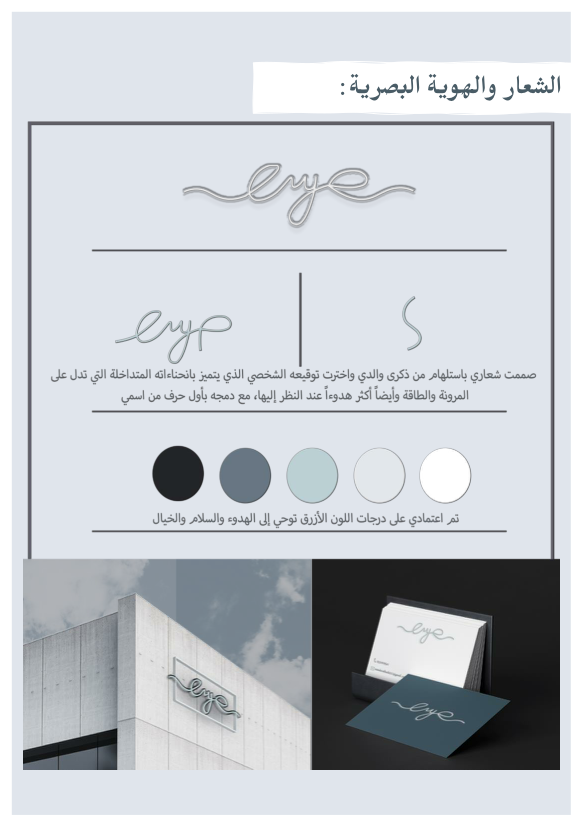 الشعار والهوية البصرية:
صممت شعاري باستلهام من ذكرى والدي واخترت توقيعه الشخصي الذي يتميز بانحناءاته المتداخلة التي تدل على
المرونة والطاقة وأيضاً أكثر هدوءاً عند النظر إليها، مع دمجه بأول حرف من اسمي
تم اعتمادي على درجات اللون الأزرق توحي إلى الهدوء والسلام والخيال